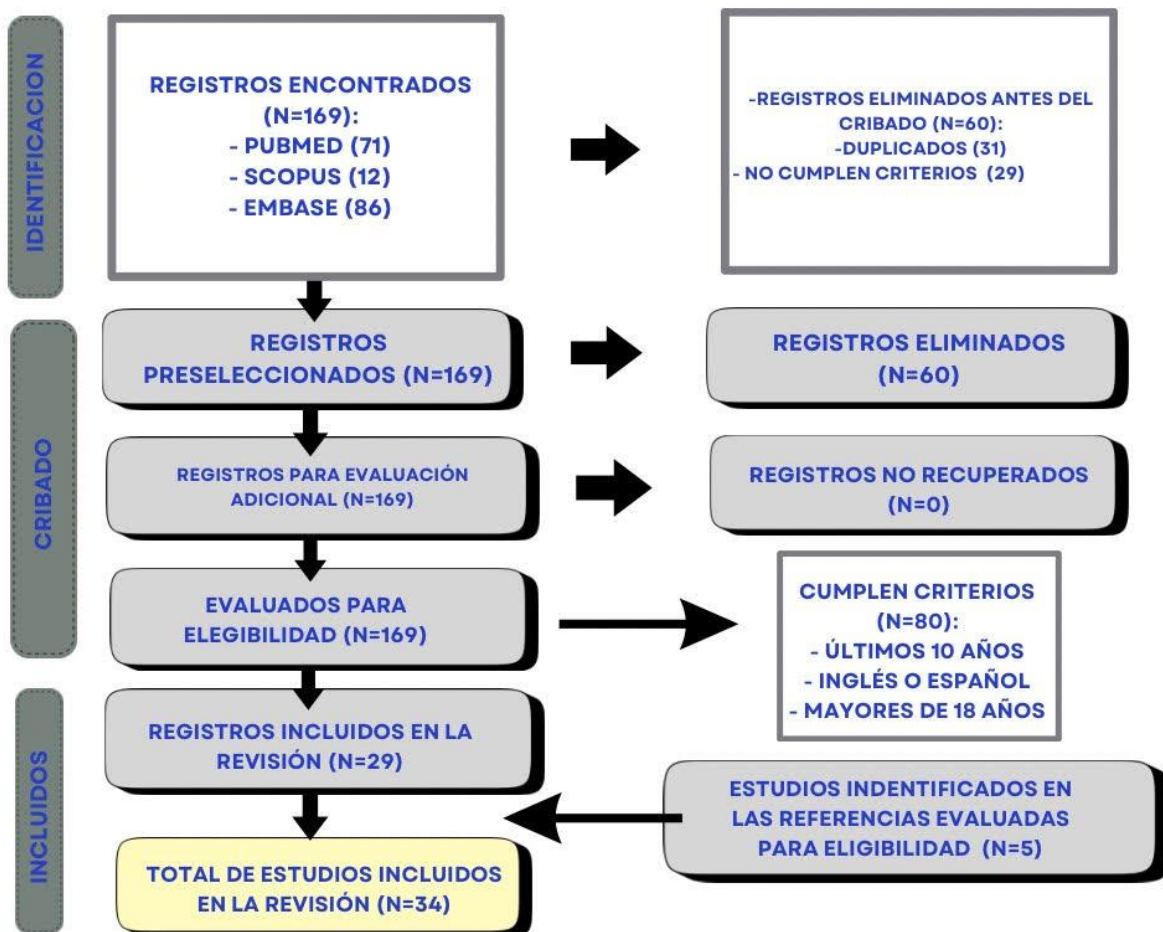 IDENTIFICACION
REGISTROS ENCONTRADOS
(N=169):
- PUBMED (71)
- SCOPUS (12)
- EMBASE (86)
-REGISTROS ELIMINADOS ANTES DEL
CRIBADO (N=60):
-DUPLICADOS (31)
- NO CUMPLEN CRITERIOS (29)
CRIBADO
REGISTROS
PRESELECCIONADOS (N=169)
REGISTROS ELIMINADOS
(N=60)
REGISTROS PARA EVALUACIÓN
ADICIONAL (N=169)
REGISTROS NO RECUPERADOS
(N=0)
EVALUADOS PARA
ELEGIBILIDAD (N=169)
CUMPLEN CRITERIOS
(N=80):
- ÚLTIMOS 10 AÑOS
- INGLÉS O ESPAÑOL
- MAYORES DE 18 AÑOS
INCLUIDOS
REGISTROS INCLUIDOS EN LA
REVISIÓN (N=29)
ESTUDIOS INDENTIFICADOS EN
LAS REFERENCIAS EVALUADAS
PARA ELIGIBILIDAD (N=5)
TOTAL DE ESTUDIOS INCLUIDOS
EN LA REVISIÓN (N=34)